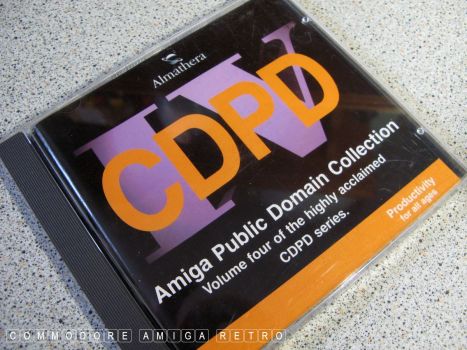 Almathera
IV
CDPD
Amiga Public Domain Collection
Volume four of the highly acclaimed
CDPD series.
Productivity
for all ages
COMMODORE AMIGA RETRO